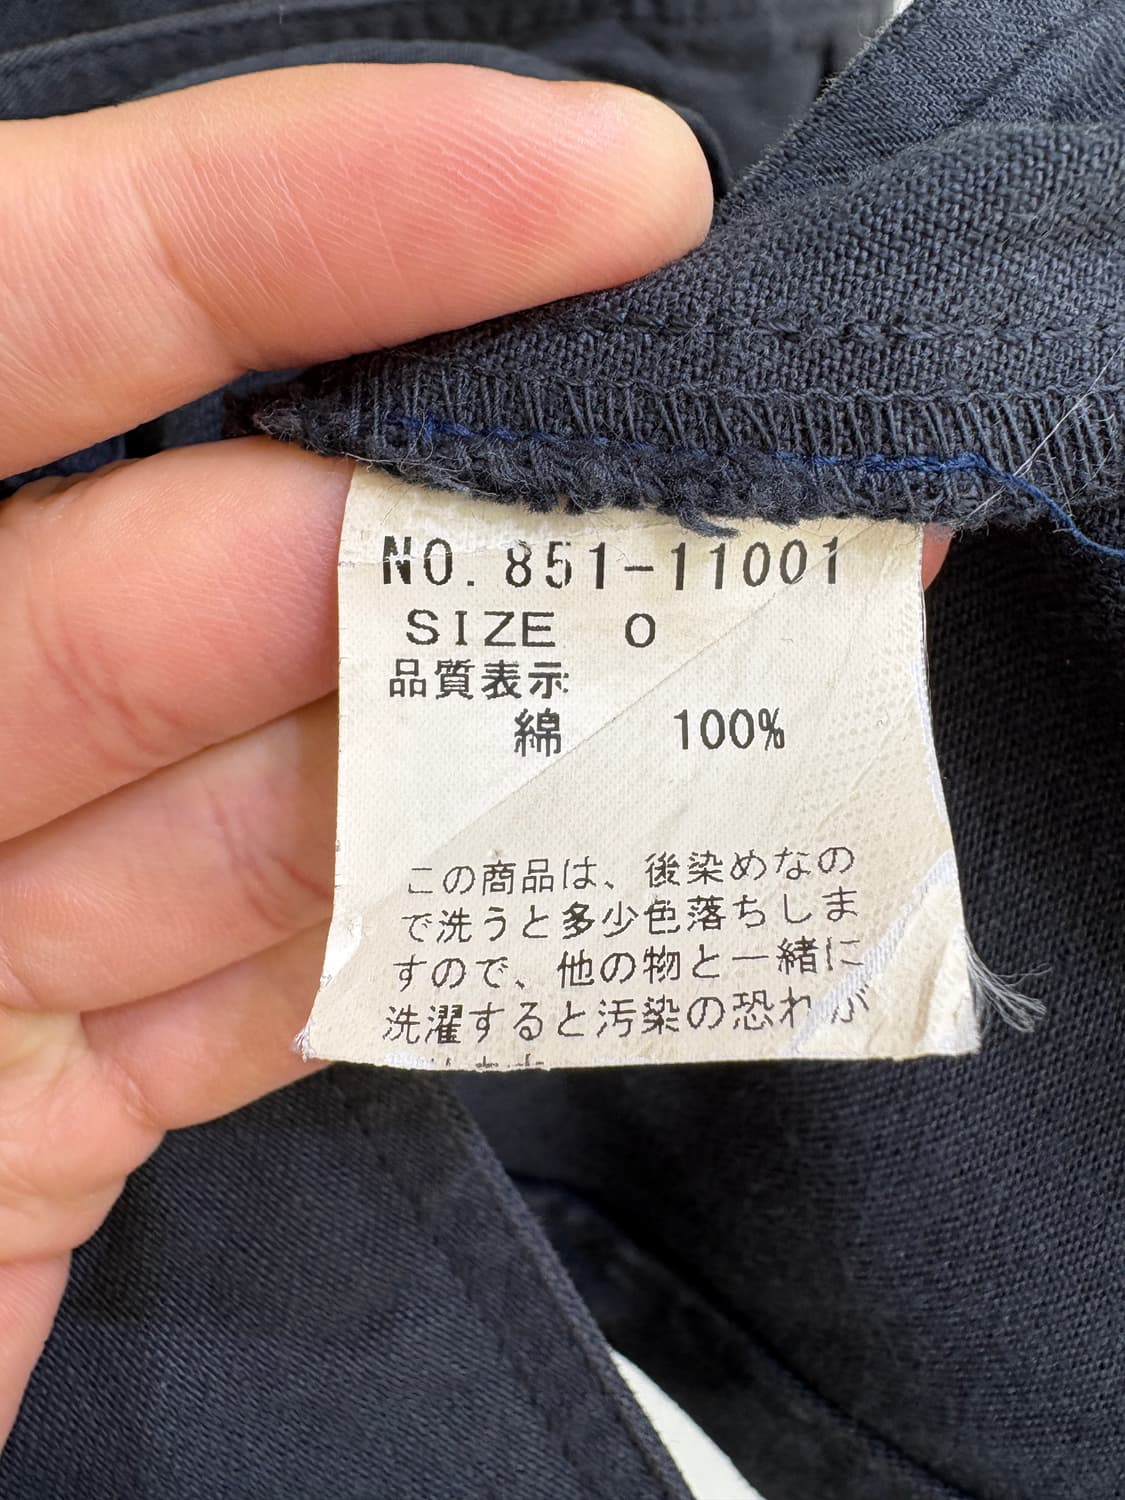 NO. 851-11001
SIZE 0
品質表示
綿 100%
この商品は、後染めなの
で洗うと多少色落ちしま
すので、他の物と一緒に
洗濯すると汚染の恐れが